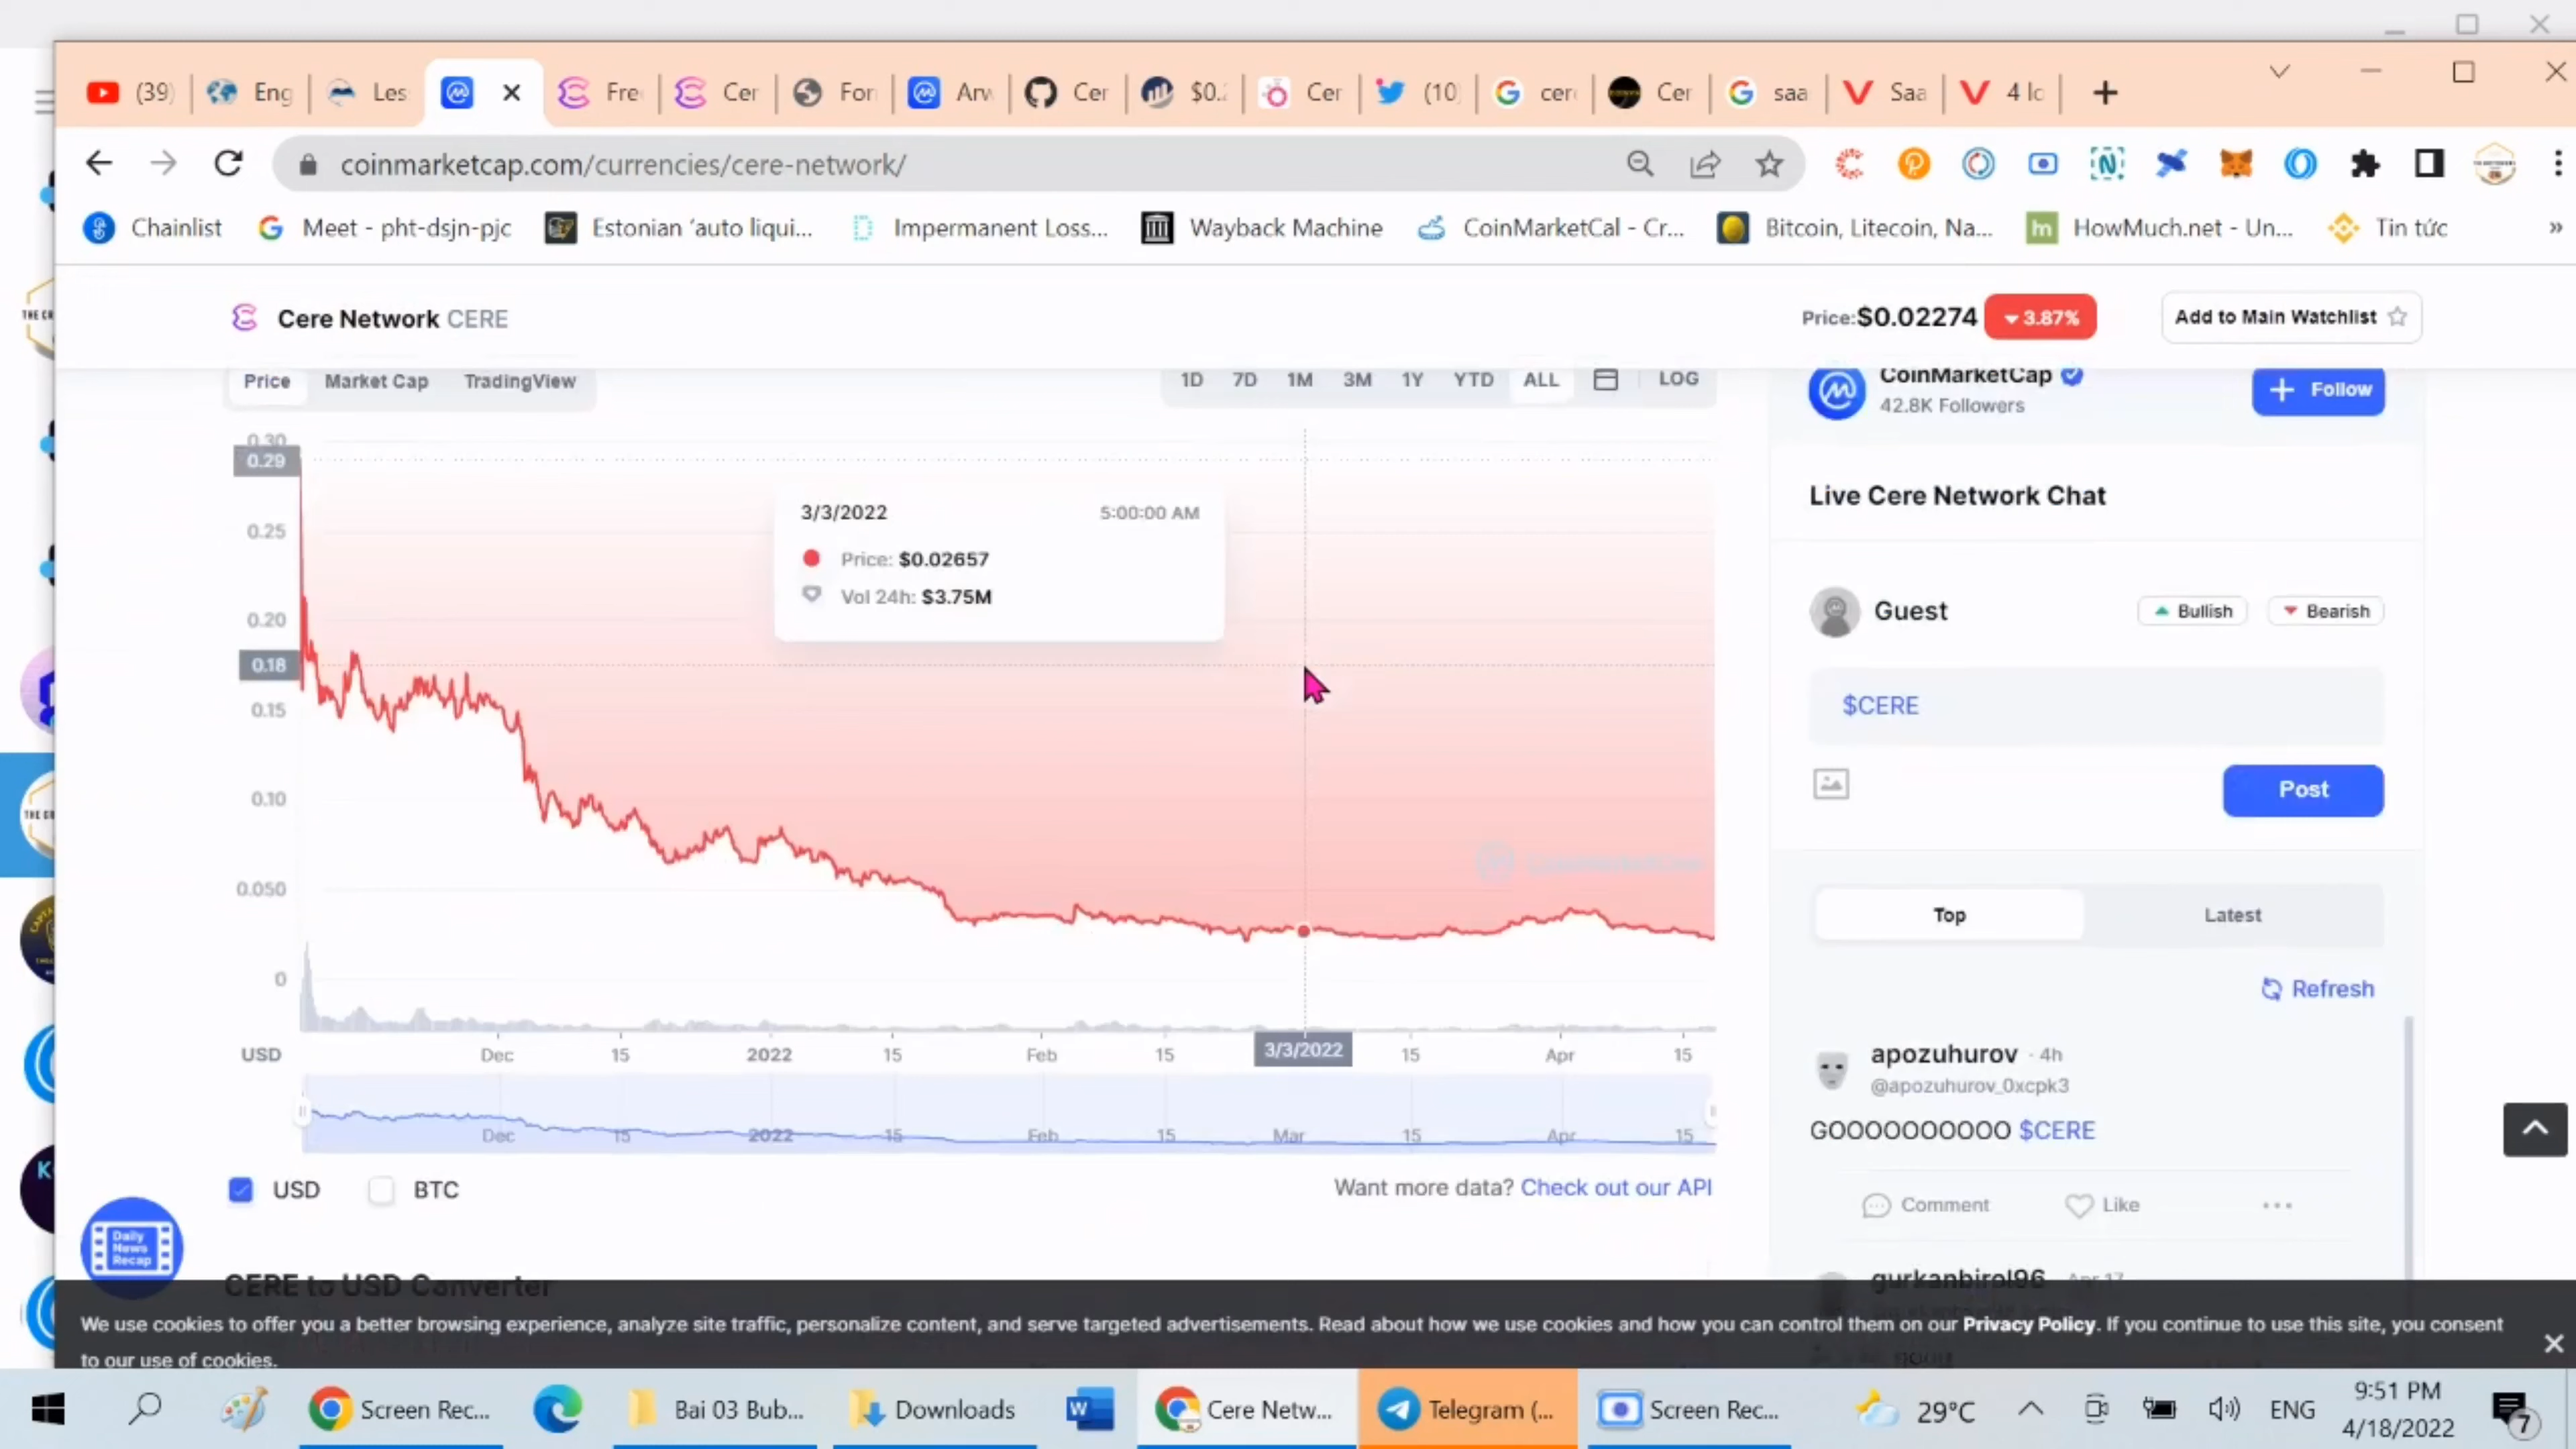 (39)
Eng
Les
Fre
Cer
For
Arw
Cer
$0.2
Cer
(10)
cer
Cer
saa
Saa
4 lo
coinmarketcap.com/currencies/cere-network/
Chainlist
Meet - pht-dsjn-pjc
Estonian ‘auto liqui...
Impermanent Loss...
Wayback Machine
CoinMarketCal - Cr...
Bitcoin, Litecoin, Na...
HowMuch.net - Un...
Tin tức
»
Cere Network CERE
Price:$0.02274
3.87%
Add to Main Watchlist
Price
Market Cap
TradingView
1D
7D
1M
3M
1Y
YTD
ALL
LOG
CoinMarketCap
42.8K Followers
+ Follow
0.30
0.29
0.25
0.20
0.18
0.15
0.10
0.050
0
3/3/2022
5:00:00 AM
Price: $0.02657
Vol 24h: $3.75M
USD
Dec
15
2022
15
Feb
15
3/3/2022
15
Apr
15
Dec
15
2022
15
Feb
15
Mar
15
Apr
15
USD
BTC
Want more data? Check out our API
CERE to USD Converter
Live Cere Network Chat
Guest
Bullish
Bearish
$CERE
Post
Top
Latest
Refresh
apozuhurov · 4h
@apozuhurov_0xcpk3
GOOOOOOOOOO $CERE
Comment
Like
gurkanbirol96
Apr 17
Daily
News
Recap
We use cookies to offer you a better browsing experience, analyze site traffic, personalize content, and serve targeted advertisements. Read about how we use cookies and how you can control them on our Privacy Policy. If you continue to use this site, you consent
to our use of cookies.
Screen Rec...
Bai 03 Bub...
Downloads
Cere Netw...
Telegram (...
Screen Rec...
29°C
ENG
9:51 PM
4/18/2022
7